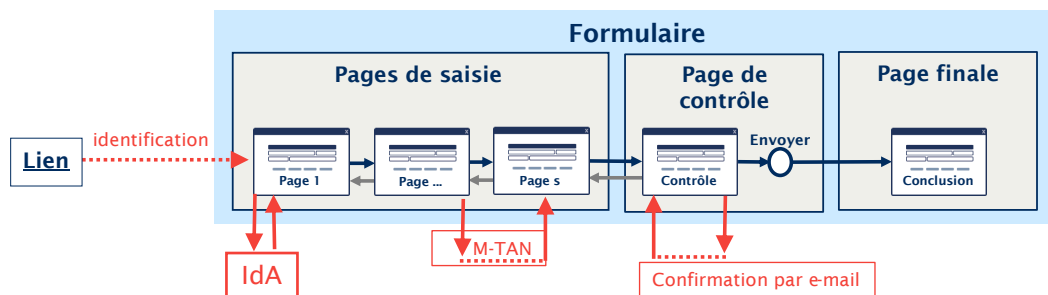 Formulaire
Pages de saisie
Page de
contrôle
Page finale
Lien
identification
Page 1
Page ...
Page s
Contrôle
Envoyer
Conclusion
IdA
M-TAN
Confirmation par e-mail